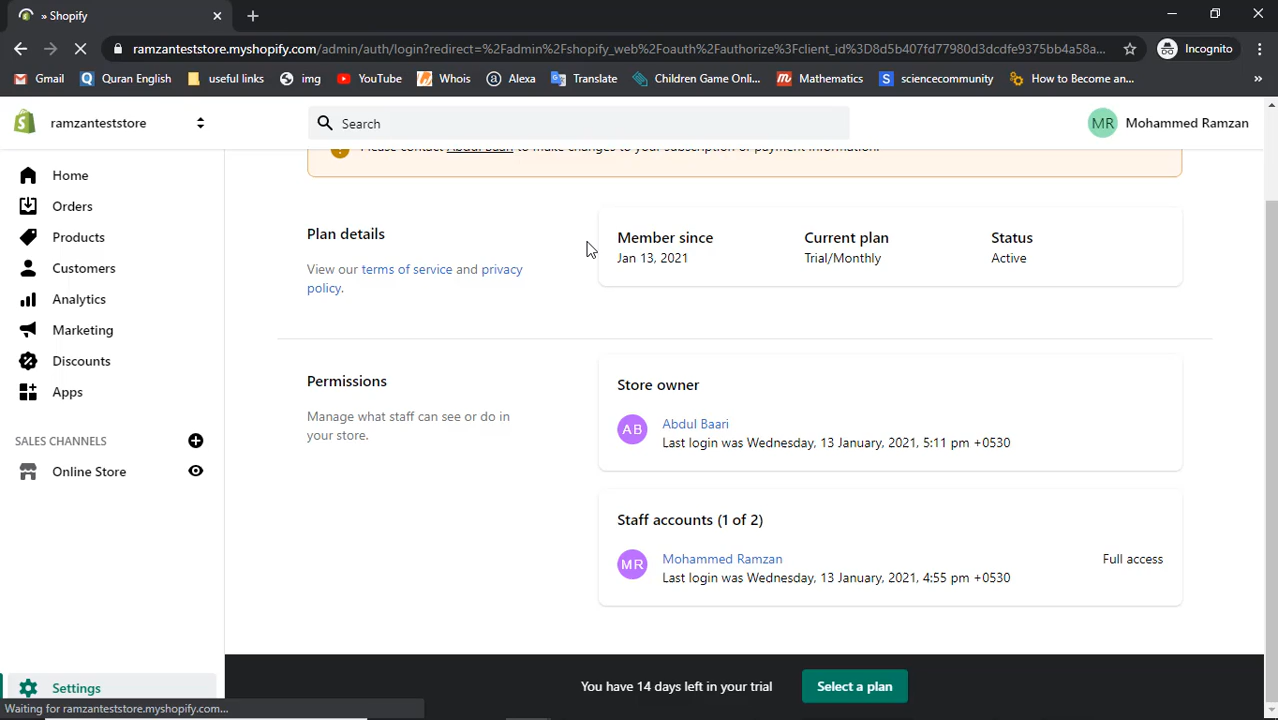 » Shopify
ramzanteststore.myshopify.com/admin/auth/login?redirect=%2Fadmin%2Fshopify_web%2Foauth%2Fauthorize%3Fclient_id%3D8d5b407fd77980d3dcdfe9375bb4a58a...
Incognito
Gmail
Quran English
useful links
img
YouTube
Whois
Alexa
Translate
Children Game Onli...
Mathematics
sciencecommunity
How to Become an...
»
ramzanteststore
Search
MR
Mohammed Ramzan
Please contact Abdul Baari to make changes to your subscription or payment information.
Home
Orders
Products
Customers
Analytics
Marketing
Discounts
Apps
SALES CHANNELS
Online Store
Settings
Plan details
View our terms of service and privacy
policy.
Member since
Jan 13, 2021
Current plan
Trial/Monthly
Status
Active
Permissions
Manage what staff can see or do in
your store.
Store owner
AB
Abdul Baari
Last login was Wednesday, 13 January, 2021, 5:11 pm +0530
Staff accounts (1 of 2)
MR
Mohammed Ramzan
Full access
Last login was Wednesday, 13 January, 2021, 4:55 pm +0530
You have 14 days left in your trial
Select a plan
Waiting for ramzanteststore.myshopify.com...